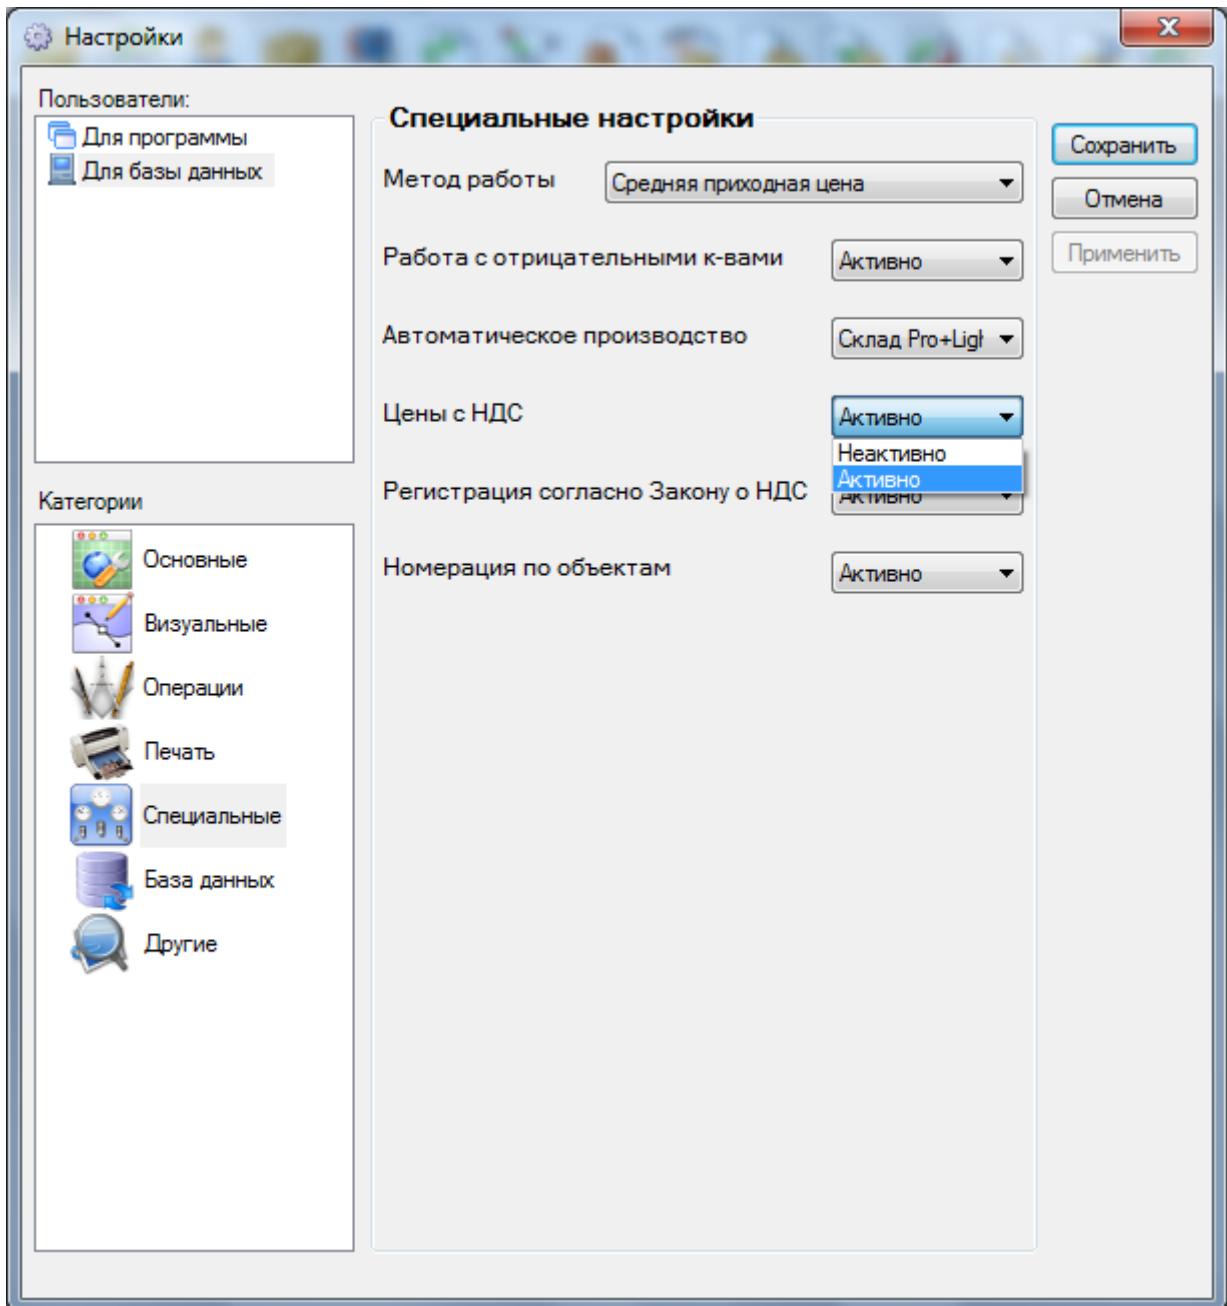 Настройки
Пользователи:
Для программы
Для базы данных
Категории
Основные
Визуальные
Операции
Печать
Специальные
База данных
Другие
Специальные настройки
Метод работы Средняя приходная цена
Работа с отрицательными к-вами Активно
Автоматическое производство Склад Pro+Ligh
Цены с НДС Активно
Неактивно
Активно
Регистрация согласно Закону о НДС Активно
Номерация по объектам Активно
Сохранить
Отмена
Применить